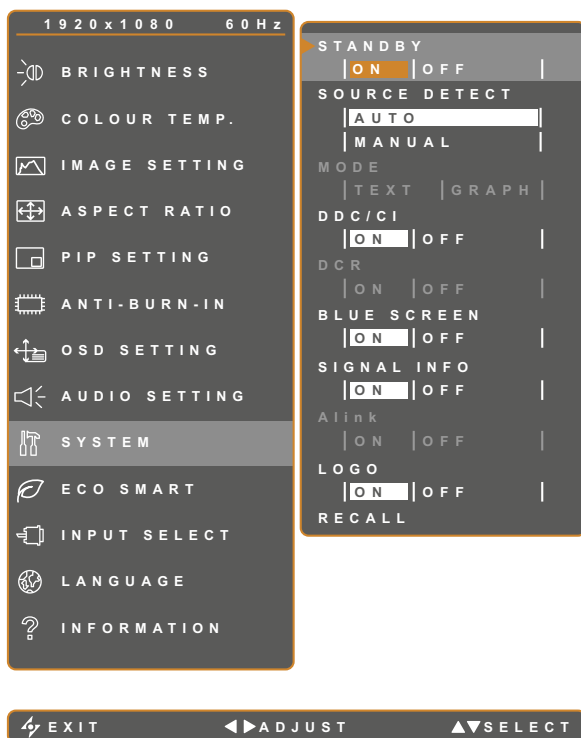 1920x1080 60Hz
BRIGHTNESS
COLOUR TEMP.
IMAGE SETTING
ASPECT RATIO
PIP SETTING
ANTI-BURN-IN
OSD SETTING
AUDIO SETTING
SYSTEM
ECO SMART
INPUT SELECT
LANGUAGE
INFORMATION
STANDBY
ON OFF
SOURCE DETECT
AUTO
MANUAL
MODE
TEXT GRAPH
DDC/CI
ON OFF
DCR
ON OFF
BLUE SCREEN
ON OFF
SIGNAL INFO
ON OFF
Alink
ON OFF
LOGO
ON OFF
RECALL
EXIT ADJUST SELECT